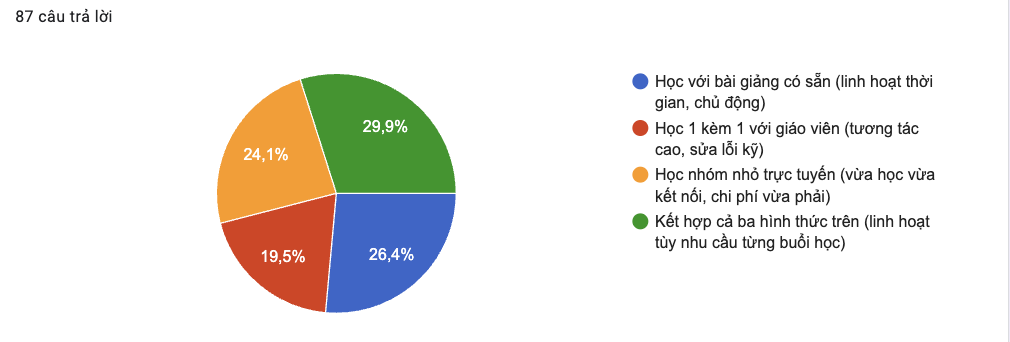 87 câu trả lời
29,9%
24,1%
19,5%
26,4%
Học với bài giảng có sẵn (linh hoạt thời
gian, chủ động)
Học 1 kèm 1 với giáo viên (tương tác
cao, sửa lỗi kỹ)
Học nhóm nhỏ trực tuyến (vừa học vừa
kết nối, chi phí vừa phải)
Kết hợp cả ba hình thức trên (linh hoạt
tùy nhu cầu từng buổi học)